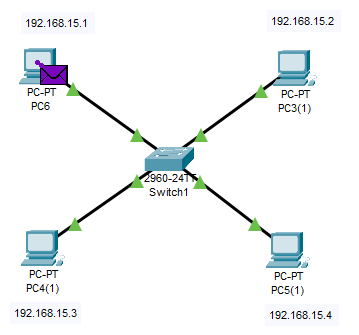 192.168.15.1
192.168.15.2
PC-PT
PC6
PC-PT
PC3(1)
2960-24TT
Switch1
PC-PT
PC4(1)
PC-PT
PC5(1)
192.168.15.3
192.168.15.4